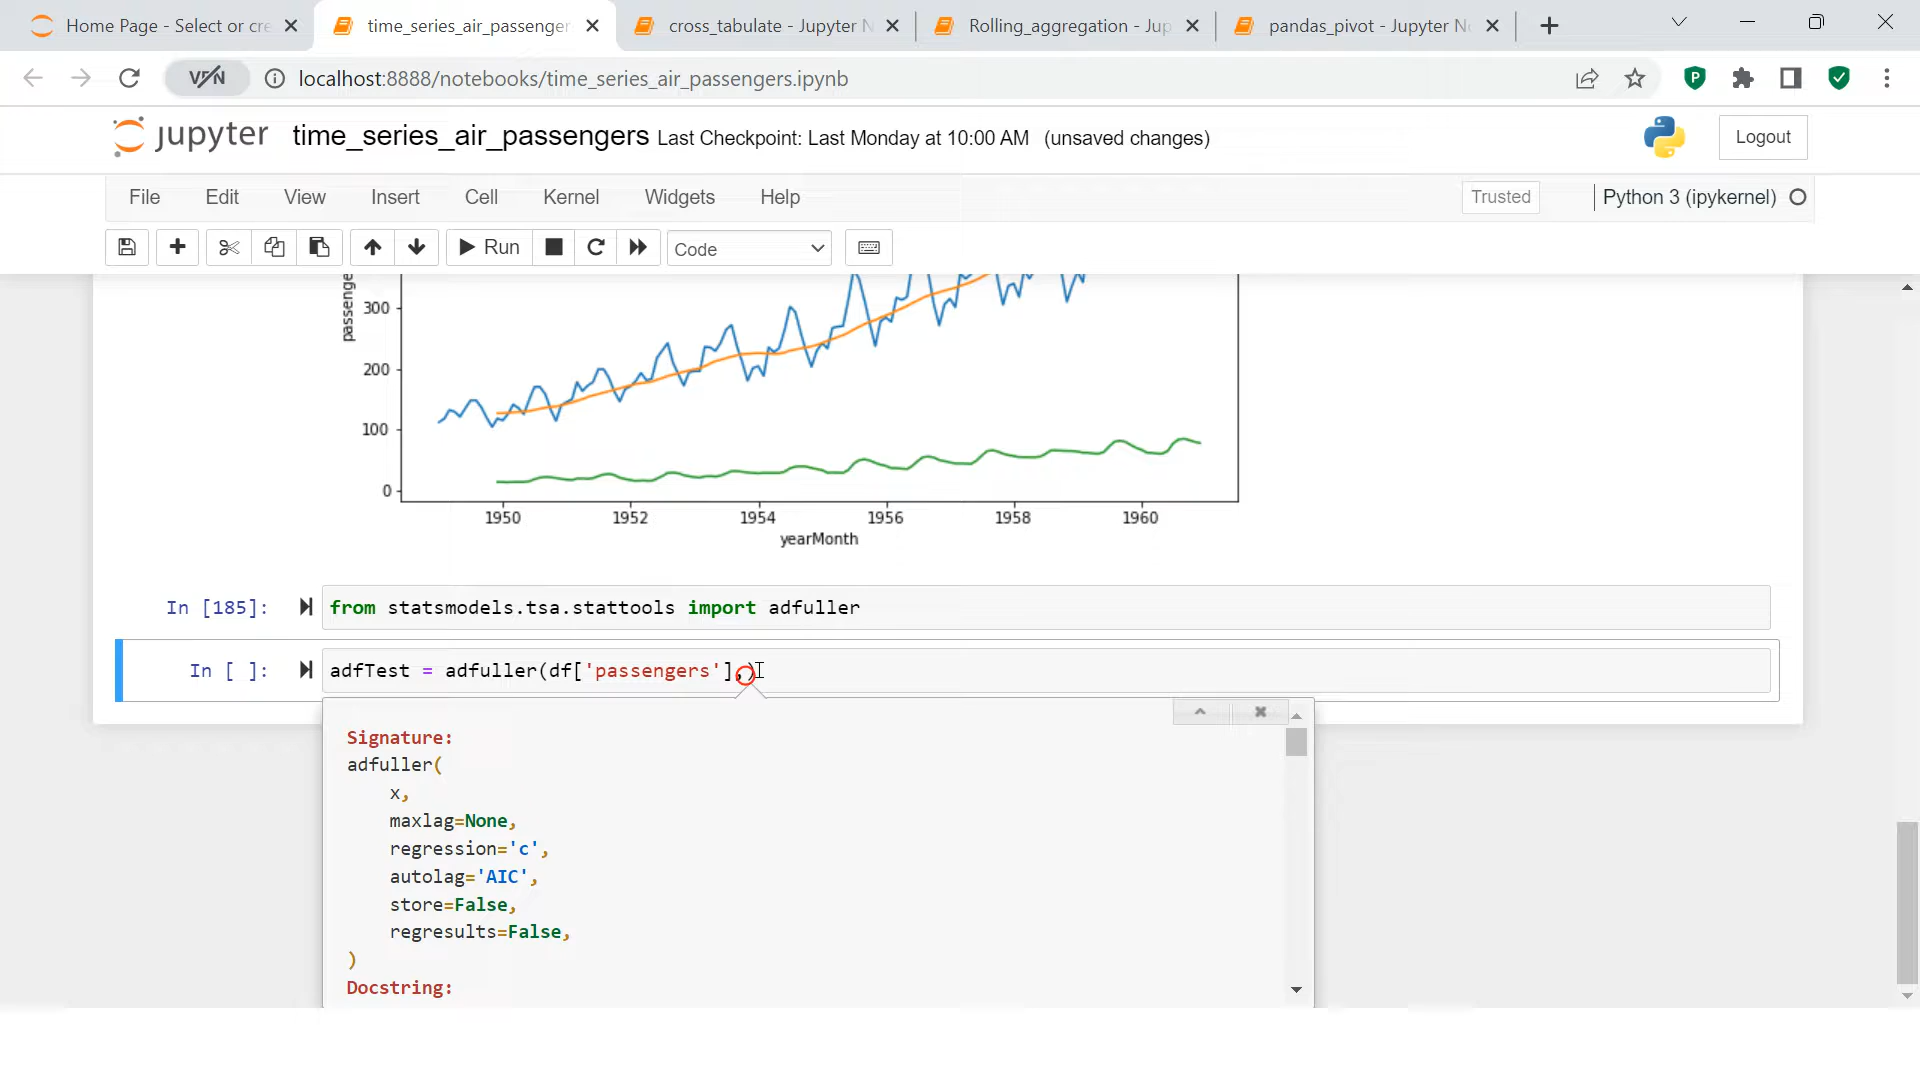 Home Page - Select or cre
time_series_air_passenger
cross_tabulate - Jupyter N
Rolling_aggregation - Jup
pandas_pivot - Jupyter N
VPN
localhost:8888/notebooks/time_series_air_passengers.ipynb
jupyter time_series_air_passengers Last Checkpoint: Last Monday at 10:00 AM (unsaved changes)
Logout
File Edit View Insert Cell Kernel Widgets Help
Trusted
Python 3 (ipykernel)
Run
Code
passenge
300
200
100
0
1950 1952 1954 1956 1958 1960
yearMonth
In [185]: from statsmodels.tsa.stattools import adfuller
In [ ]: adfTest = adfuller(df['passengers'],)
Signature:
adfuller(
x,
maxlag=None,
regression='c',
autolag='AIC',
store=False,
regresults=False,
)
Docstring: